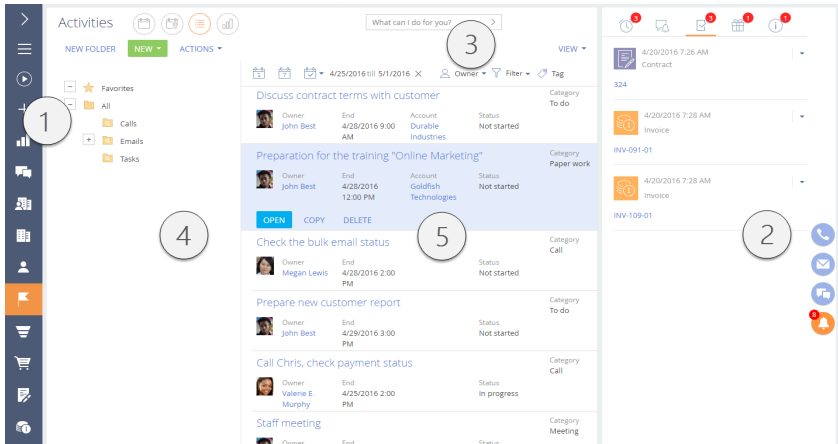 Activities
What can I do for you?
NEW FOLDER NEW ACTIONS VIEW
4/25/2016 till 5/1/2016 Owner Filter Tag
Favorites
All
Calls
Emails
Tasks
1
2
3
4
5
Discuss contract terms with customer
Category
To do
Owner End Account Status
John Best 4/28/2016 9:00 Durable Not started
AM Industries
Preparation for the training "Online Marketing"
Category
Paper work
Owner End Account Status
John Best 4/28/2016 Goldfish Not started
12:00 PM Technologies
OPEN COPY DELETE
Check the bulk email status
Category
Call
Owner End Status
Megan Lewis 4/28/2016 2:00 Not started
PM
Prepare new customer report
Category
To do
Owner End Status
John Best 4/29/2016 3:00 Not started
PM
Call Chris, check payment status
Category
Call
Owner End Status
Valerie E. 4/25/2016 2:00 In progress
Murphy PM
Staff meeting
Category
Meeting
Owner End Status
3 3 1 1
4/20/2016 7:26 AM
Contract
324
4/20/2016 7:28 AM
Invoice
INV-091-01
4/20/2016 7:28 AM
Invoice
INV-109-01
8